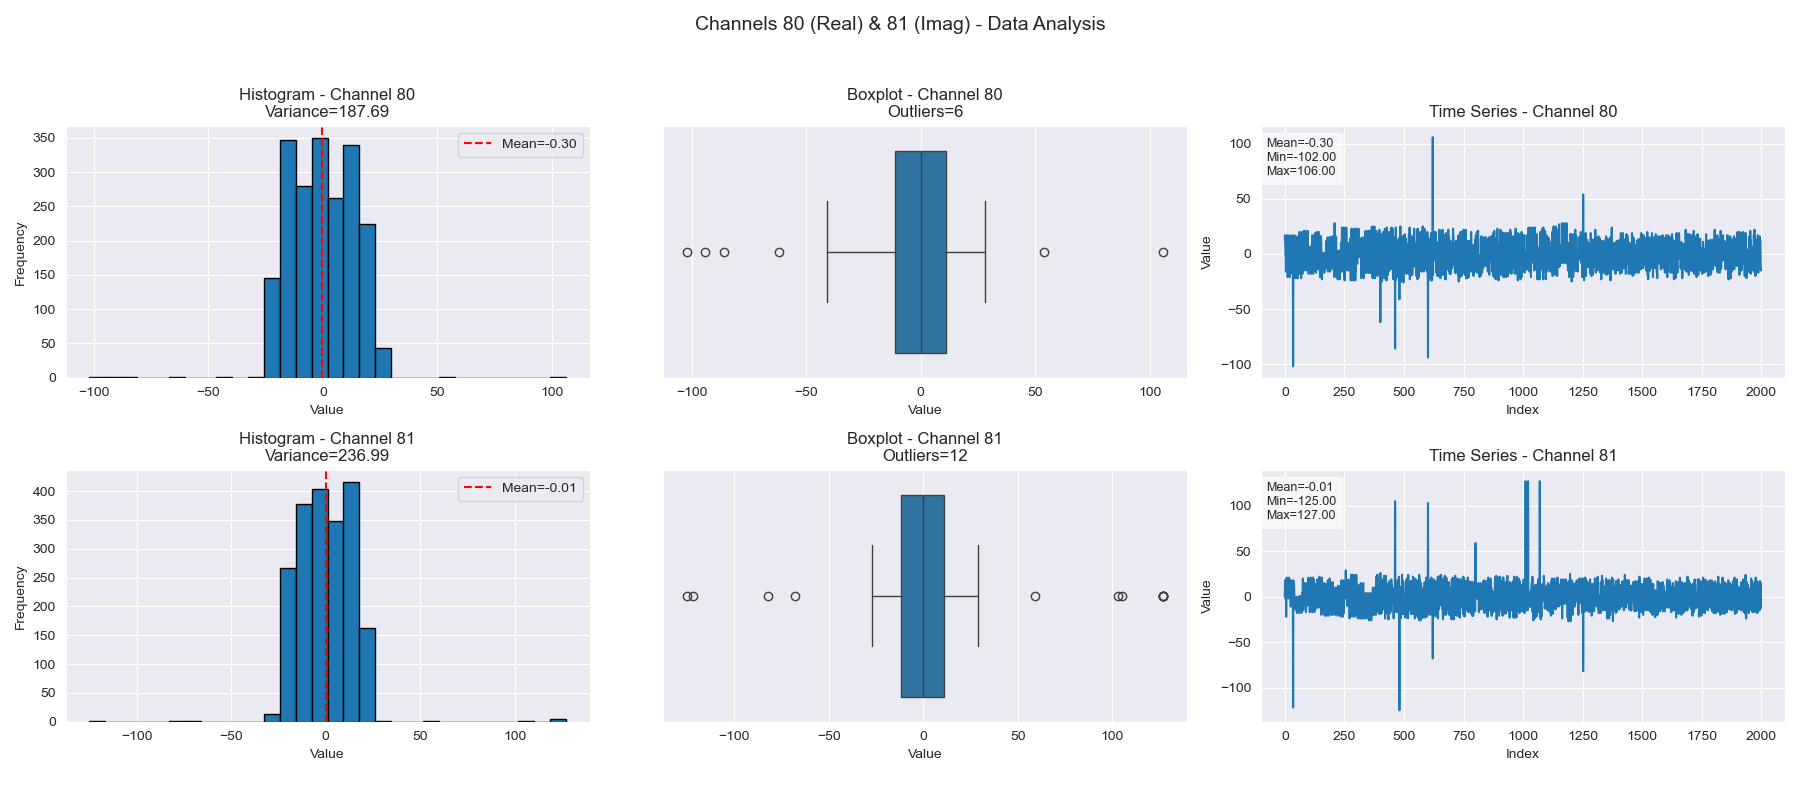 Channels 80 (Real) & 81 (Imag) - Data Analysis
Histogram - Channel 80
Variance=187.69
Mean=-0.30
Frequency
350
300
250
200
150
100
50
0
−100
−50
0
50
100
Value
Boxplot - Channel 80
Outliers=6
−100
−50
0
50
100
Value
Time Series - Channel 80
Mean=-0.30
Min=-102.00
Max=106.00
Value
100
50
0
−50
−100
0
250
500
750
1000
1250
1500
1750
2000
Index
Histogram - Channel 81
Variance=236.99
Mean=-0.01
Frequency
400
350
300
250
200
150
100
50
0
−100
−50
0
50
100
Value
Boxplot - Channel 81
Outliers=12
−100
−50
0
50
100
Value
Time Series - Channel 81
Mean=-0.01
Min=-125.00
Max=127.00
Value
100
50
0
−50
−100
0
250
500
750
1000
1250
1500
1750
2000
Index